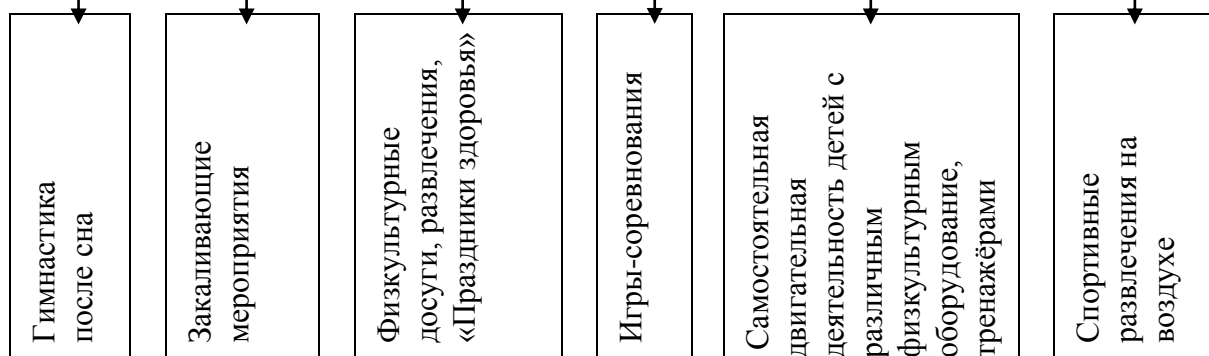 Гимнастика
после сна
Закаливающие
мероприятия
Физкультурные
досуги, развлечения,
«Праздники здоровья»
Игры-соревнования
Самостоятельная
двигательная
деятельность детей с
различным
физкультурным
оборудование,
тренажёрами
Спортивные
развлечения на
воздухе